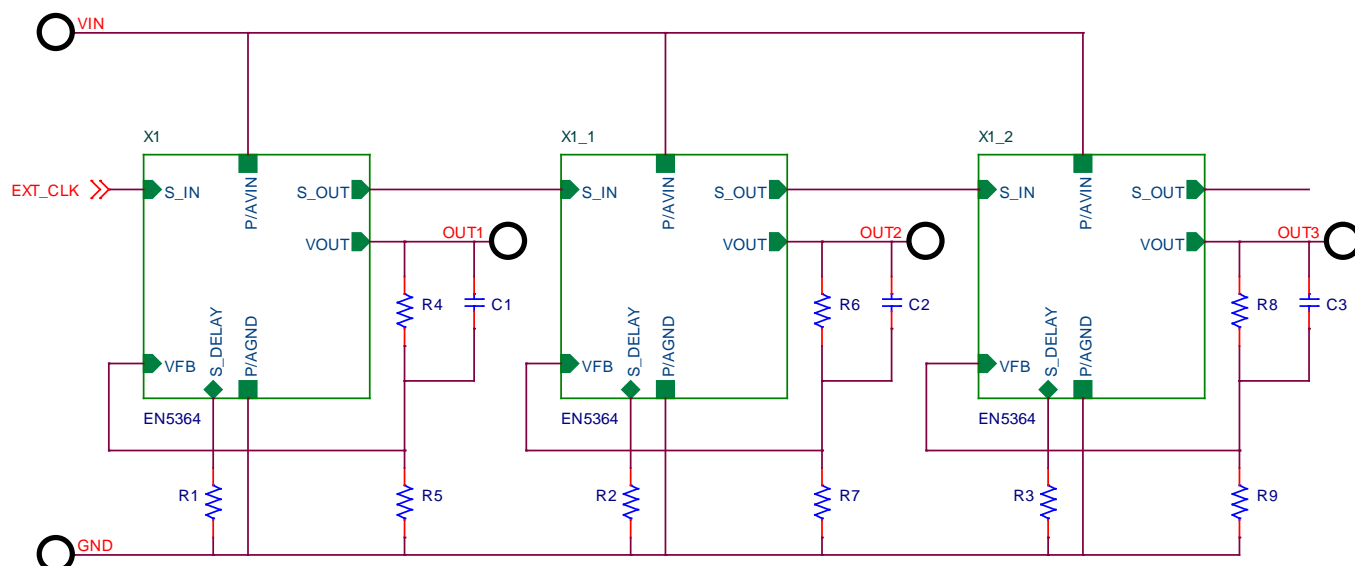 VIN
X1
X1_1
X1_2
EXT_CLK
S_IN
P/AVIN
S_OUT
S_IN
P/AVIN
S_OUT
S_IN
P/AVIN
S_OUT
VOUT
OUT1
VOUT
OUT2
VOUT
OUT3
R4
C1
R6
C2
R8
C3
VFB
S_DELAY
P/AGND
VFB
S_DELAY
P/AGND
VFB
S_DELAY
P/AGND
EN5364
EN5364
EN5364
R1
R5
R2
R7
R3
R9
GND